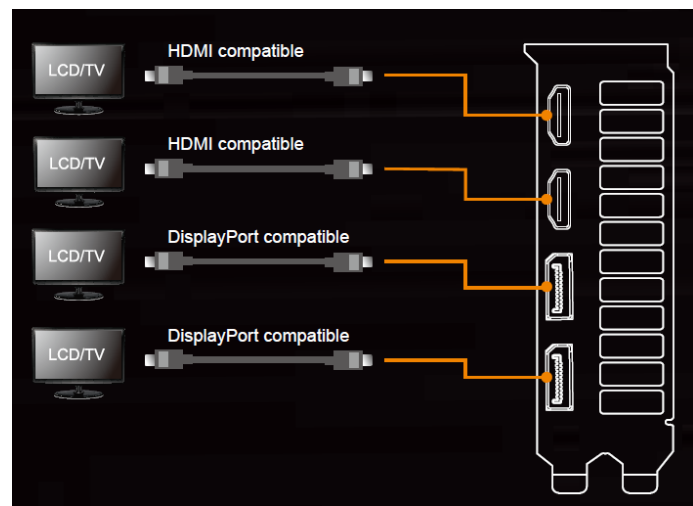 HDMI compatible
LCD/TV
HDMI compatible
LCD/TV
DisplayPort compatible
LCD/TV
DisplayPort compatible
LCD/TV